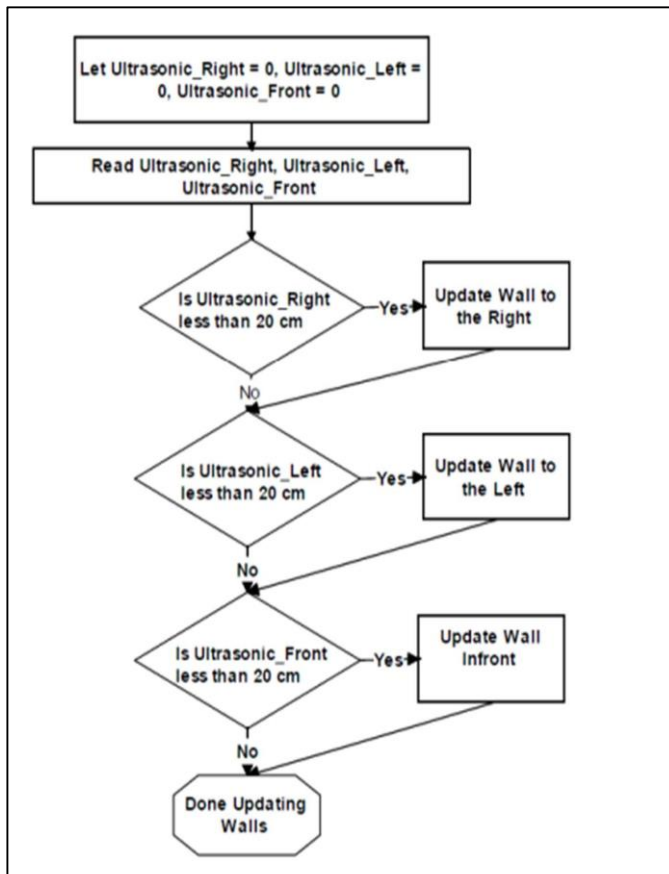 Let Ultrasonic_Right = 0, Ultrasonic_Left =
0, Ultrasonic_Front = 0
Read Ultrasonic_Right, Ultrasonic_Left,
Ultrasonic_Front
Is Ultrasonic_Right
less than 20 cm
Yes
Update Wall to
the Right
No
Is Ultrasonic_Left
less than 20 cm
Yes
Update Wall to
the Left
No
Is Ultrasonic_Front
less than 20 cm
Yes
Update Wall
Infront
No
Done Updating
Walls